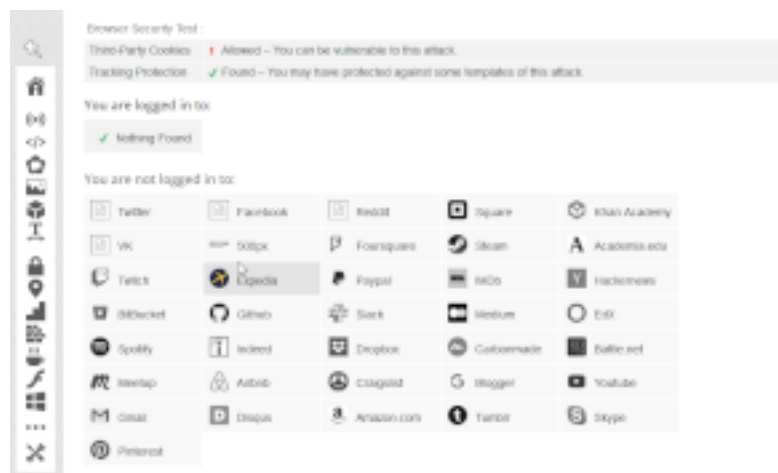 Browser Security Test:
Third-Party Cookies ! Allowed – You can be vulnerable to this attack.
Tracking Protection ✓ Found – You may have protected against some templates of this attack.
You are logged in to:
✓ Nothing Found
You are not logged in to:
Twitter Facebook Reddit Square Khan Academy
VK 500px Foursquare Steam Academia.edu
Twitch Expedia Paypal IMDb Hackernews
BitBucket Github Slack Medium EdX
Spotify Indeed Dropbox Carbonmade Battle.net
Meetup Airbnb Craigslist Blogger Youtube
Gmail Disqus Amazon.com Tumblr Skype
Pinterest